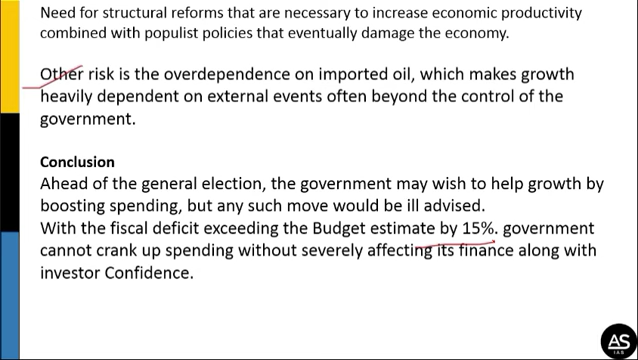 Need for structural reforms that are necessary to increase economic productivity
combined with populist policies that eventually damage the economy.
Other risk is the overdependence on imported oil, which makes growth
heavily dependent on external events often beyond the control of the
government.
Conclusion
Ahead of the general election, the government may wish to help growth by
boosting spending, but any such move would be ill advised.
With the fiscal deficit exceeding the Budget estimate by 15%. government
cannot crank up spending without severely affecting its finance along with
investor Confidence.
AS
IAS